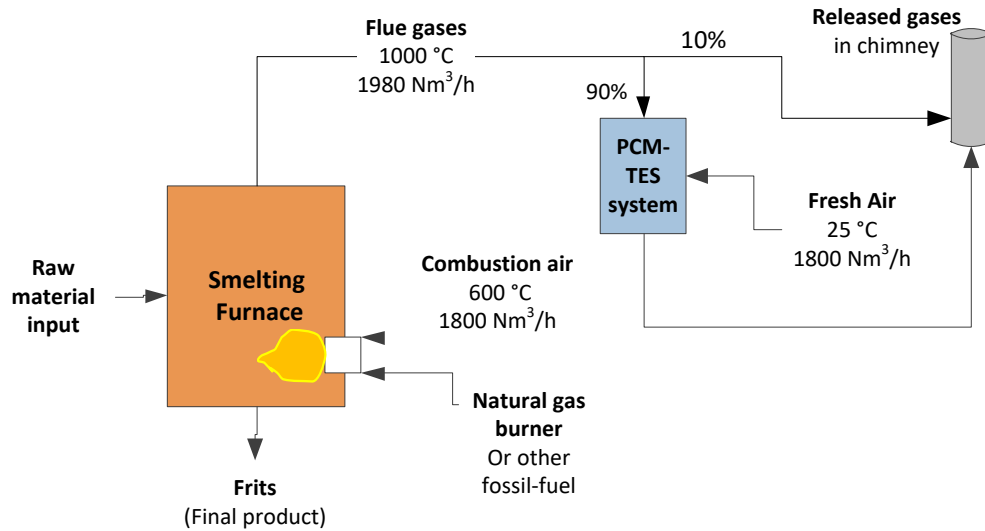 Flue gases
1000 °C
1980 Nm³/h
10%
Released gases
in chimney
90%
PCM-
TES
system
Fresh Air
25 °C
1800 Nm³/h
Raw
material
input
Smelting
Furnace
Combustion air
600 °C
1800 Nm³/h
Natural gas
burner
Or other
fossil-fuel
Frits
(Final product)